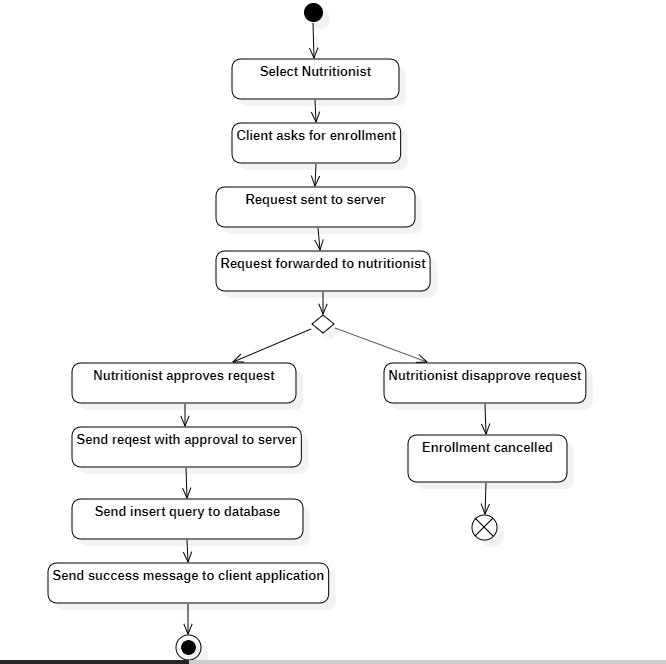 Select Nutritionist
Client asks for enrollment
Request sent to server
Request forwarded to nutritionist
Nutritionist approves request
Nutritionist disapprove request
Send reqest with approval to server
Enrollment cancelled
Send insert query to database
Send success message to client application